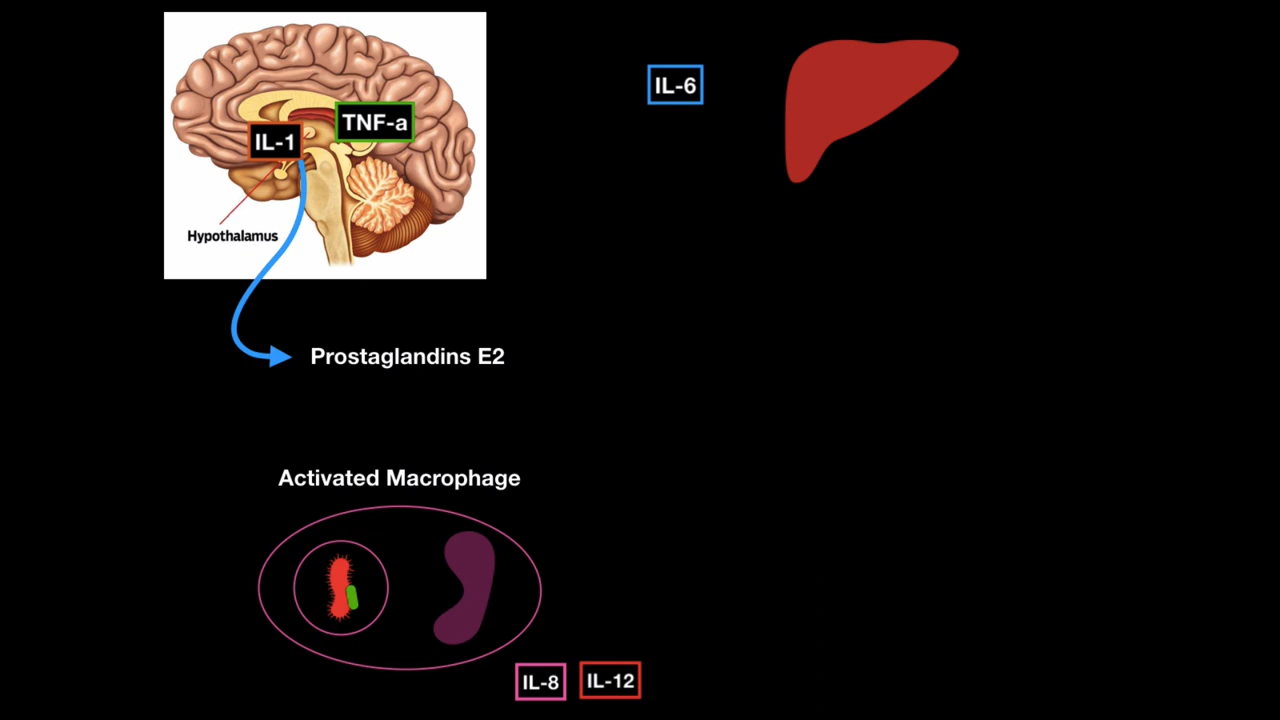 IL-6
TNF-a
IL-1
Hypothalamus
Prostaglandins E2
Activated Macrophage
IL-8
IL-12